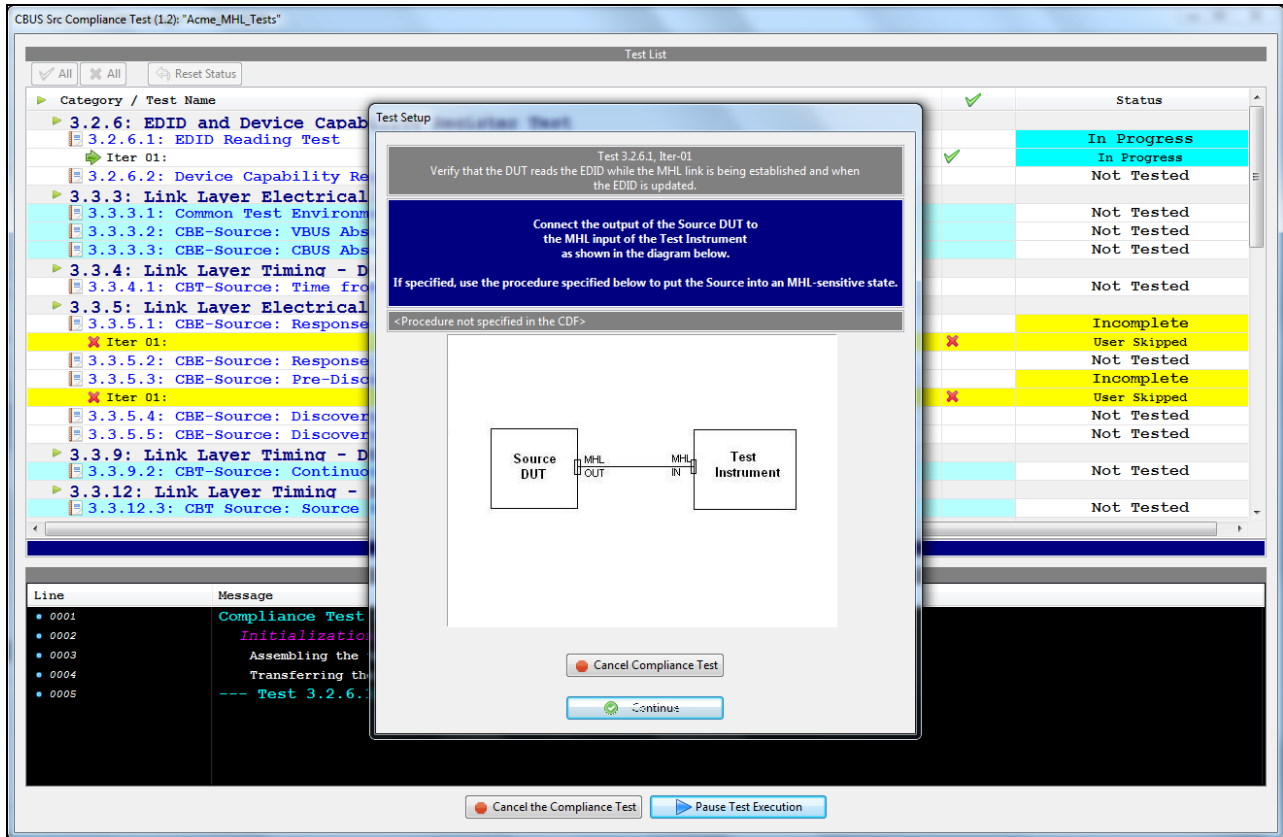 CBUS Src Compliance Test (1.2): "Acme_MHL_Tests"
Test List
All
All
Reset Status
Category / Test Name
Status
3.2.6: EDID and Device Capab
3.2.6.1: EDID Reading Test
In Progress
Iter 01:
In Progress
3.2.6.2: Device Capability Re
Not Tested
3.3.3: Link Layer Electrical
3.3.3.1: Common Test Environm
Not Tested
3.3.3.2: CBE-Source: VBUS Abs
Not Tested
3.3.3.3: CBE-Source: CBUS Abs
Not Tested
3.3.4: Link Layer Timing - D
3.3.4.1: CBT-Source: Time fro
Not Tested
3.3.5: Link Layer Electrical
3.3.5.1: CBE-Source: Response
Incomplete
Iter 01:
User Skipped
3.3.5.2: CBE-Source: Response
Not Tested
3.3.5.3: CBE-Source: Pre-Disc
Incomplete
Iter 01:
User Skipped
3.3.5.4: CBE-Source: Discover
Not Tested
3.3.5.5: CBE-Source: Discover
Not Tested
3.3.9: Link Layer Timing - D
3.3.9.2: CBT-Source: Continuo
Not Tested
3.3.12: Link Layer Timing -
3.3.12.3: CBT Source: Source
Not Tested
Test Setup
Test 3.2.6.1, Iter-01
Verify that the DUT reads the EDID while the MHL link is being established and when
the EDID is updated.
Connect the output of the Source DUT to
the MHL input of the Test Instrument
as shown in the diagram below.
If specified, use the procedure specified below to put the Source into an MHL-sensitive state.
<Procedure not specified in the CDF>
Source
DUT
MHL
OUT
MHL
IN
Test
Instrument
Cancel Compliance Test
Continue
Line
Message
0001
Compliance Test
0002
Initializatio
0003
Assembling the
0004
Transferring th
0005
--- Test 3.2.6.1
Cancel the Compliance Test
Pause Test Execution